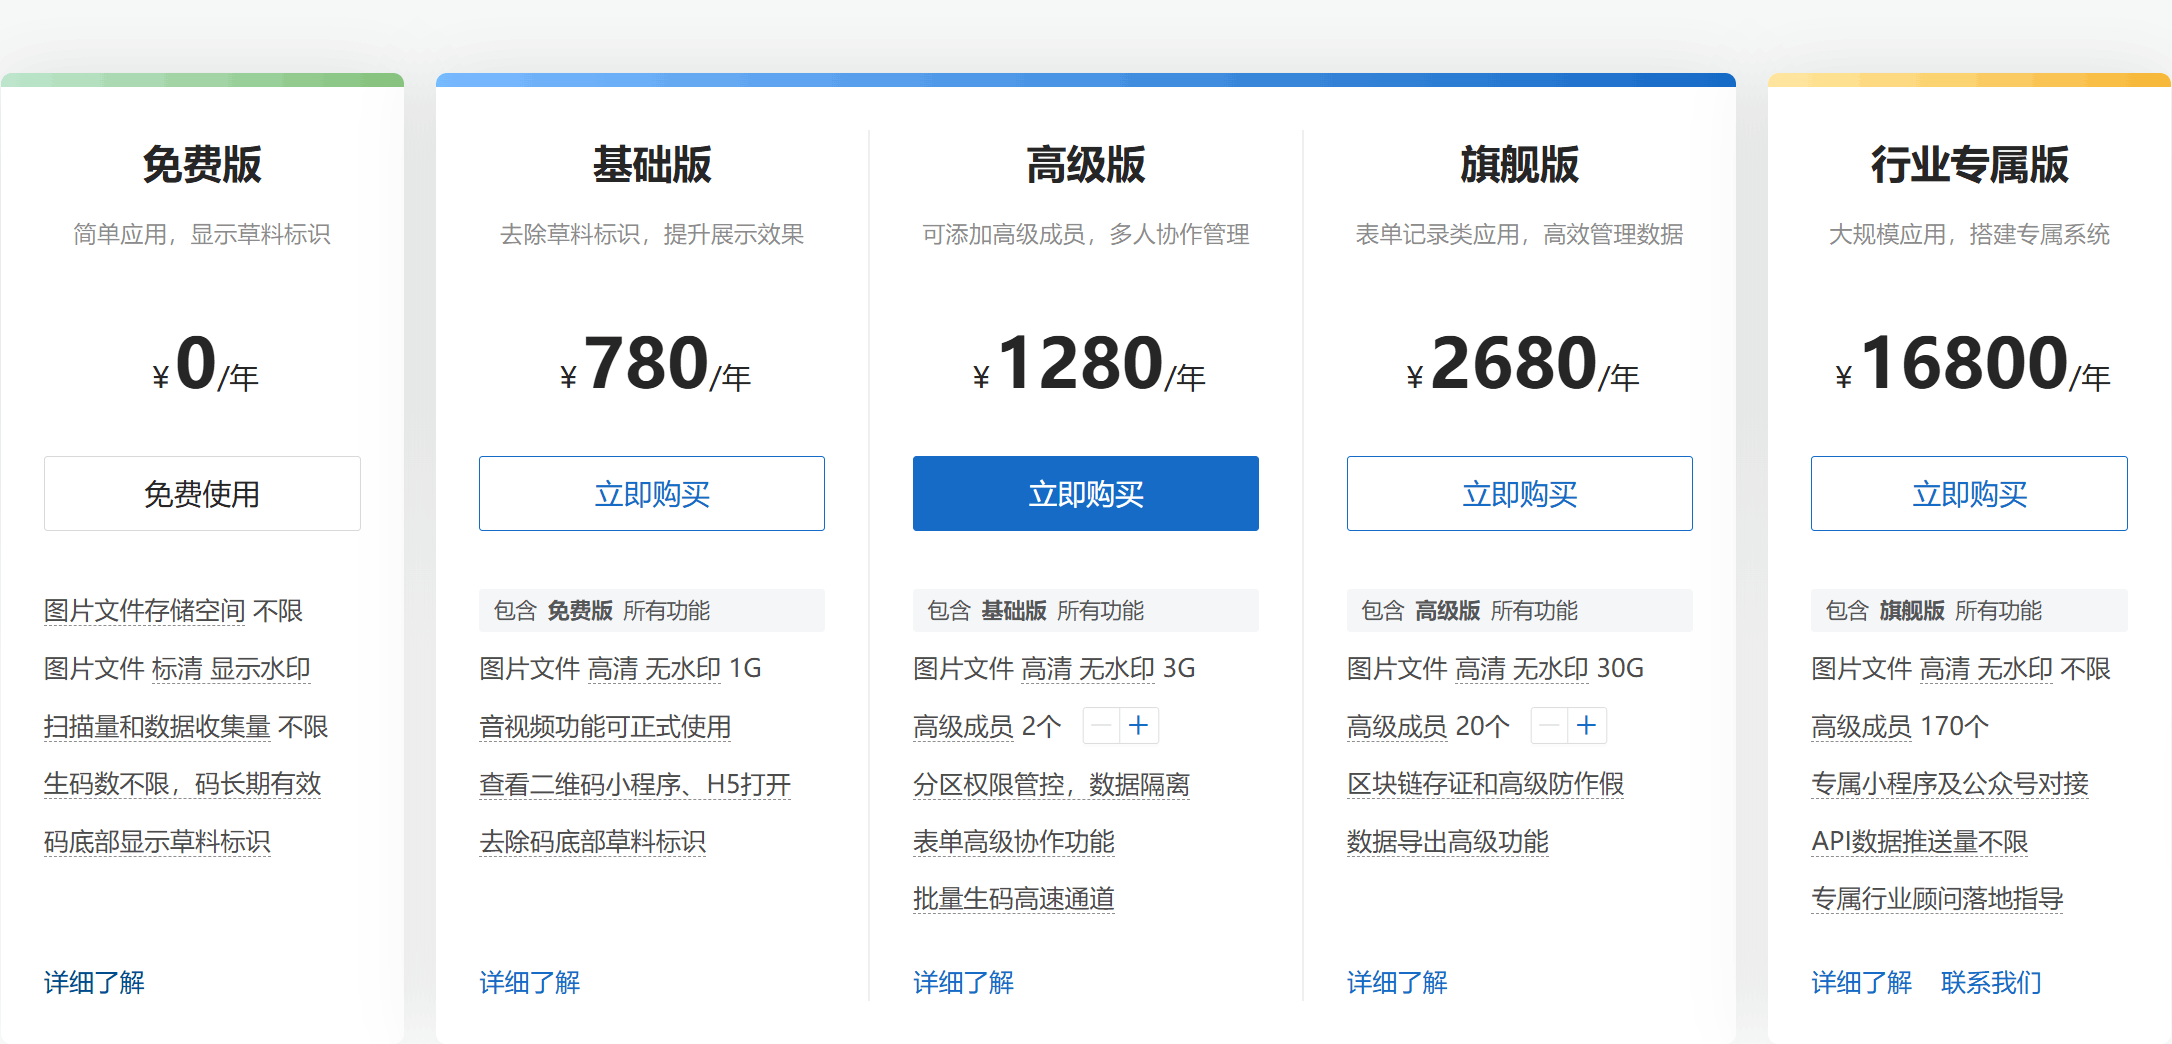 免费版
简单应用，显示草料标识
¥0/年
免费使用
图片文件存储空间 不限
图片文件 标清 显示水印
扫描量和数据收集量 不限
生码数不限，码长期有效
码底部显示草料标识
详细了解
基础版
去除草料标识，提升展示效果
¥780/年
立即购买
包含 免费版 所有功能
图片文件 高清 无水印 1G
音视频功能可正式使用
查看二维码小程序、H5打开
去除码底部草料标识
详细了解
高级版
可添加高级成员，多人协作管理
¥1280/年
立即购买
包含 基础版 所有功能
图片文件 高清 无水印 3G
高级成员 2个 — +
分区权限管控，数据隔离
表单高级协作功能
批量生码高速通道
详细了解
旗舰版
表单记录类应用，高效管理数据
¥2680/年
立即购买
包含 高级版 所有功能
图片文件 高清 无水印 30G
高级成员 20个 — +
区块链存证和高级防作假
数据导出高级功能
详细了解
行业专属版
大规模应用，搭建专属系统
¥16800/年
立即购买
包含 旗舰版 所有功能
图片文件 高清 无水印 不限
高级成员 170个
专属小程序及公众号对接
API数据推送量不限
专属行业顾问落地指导
详细了解 联系我们